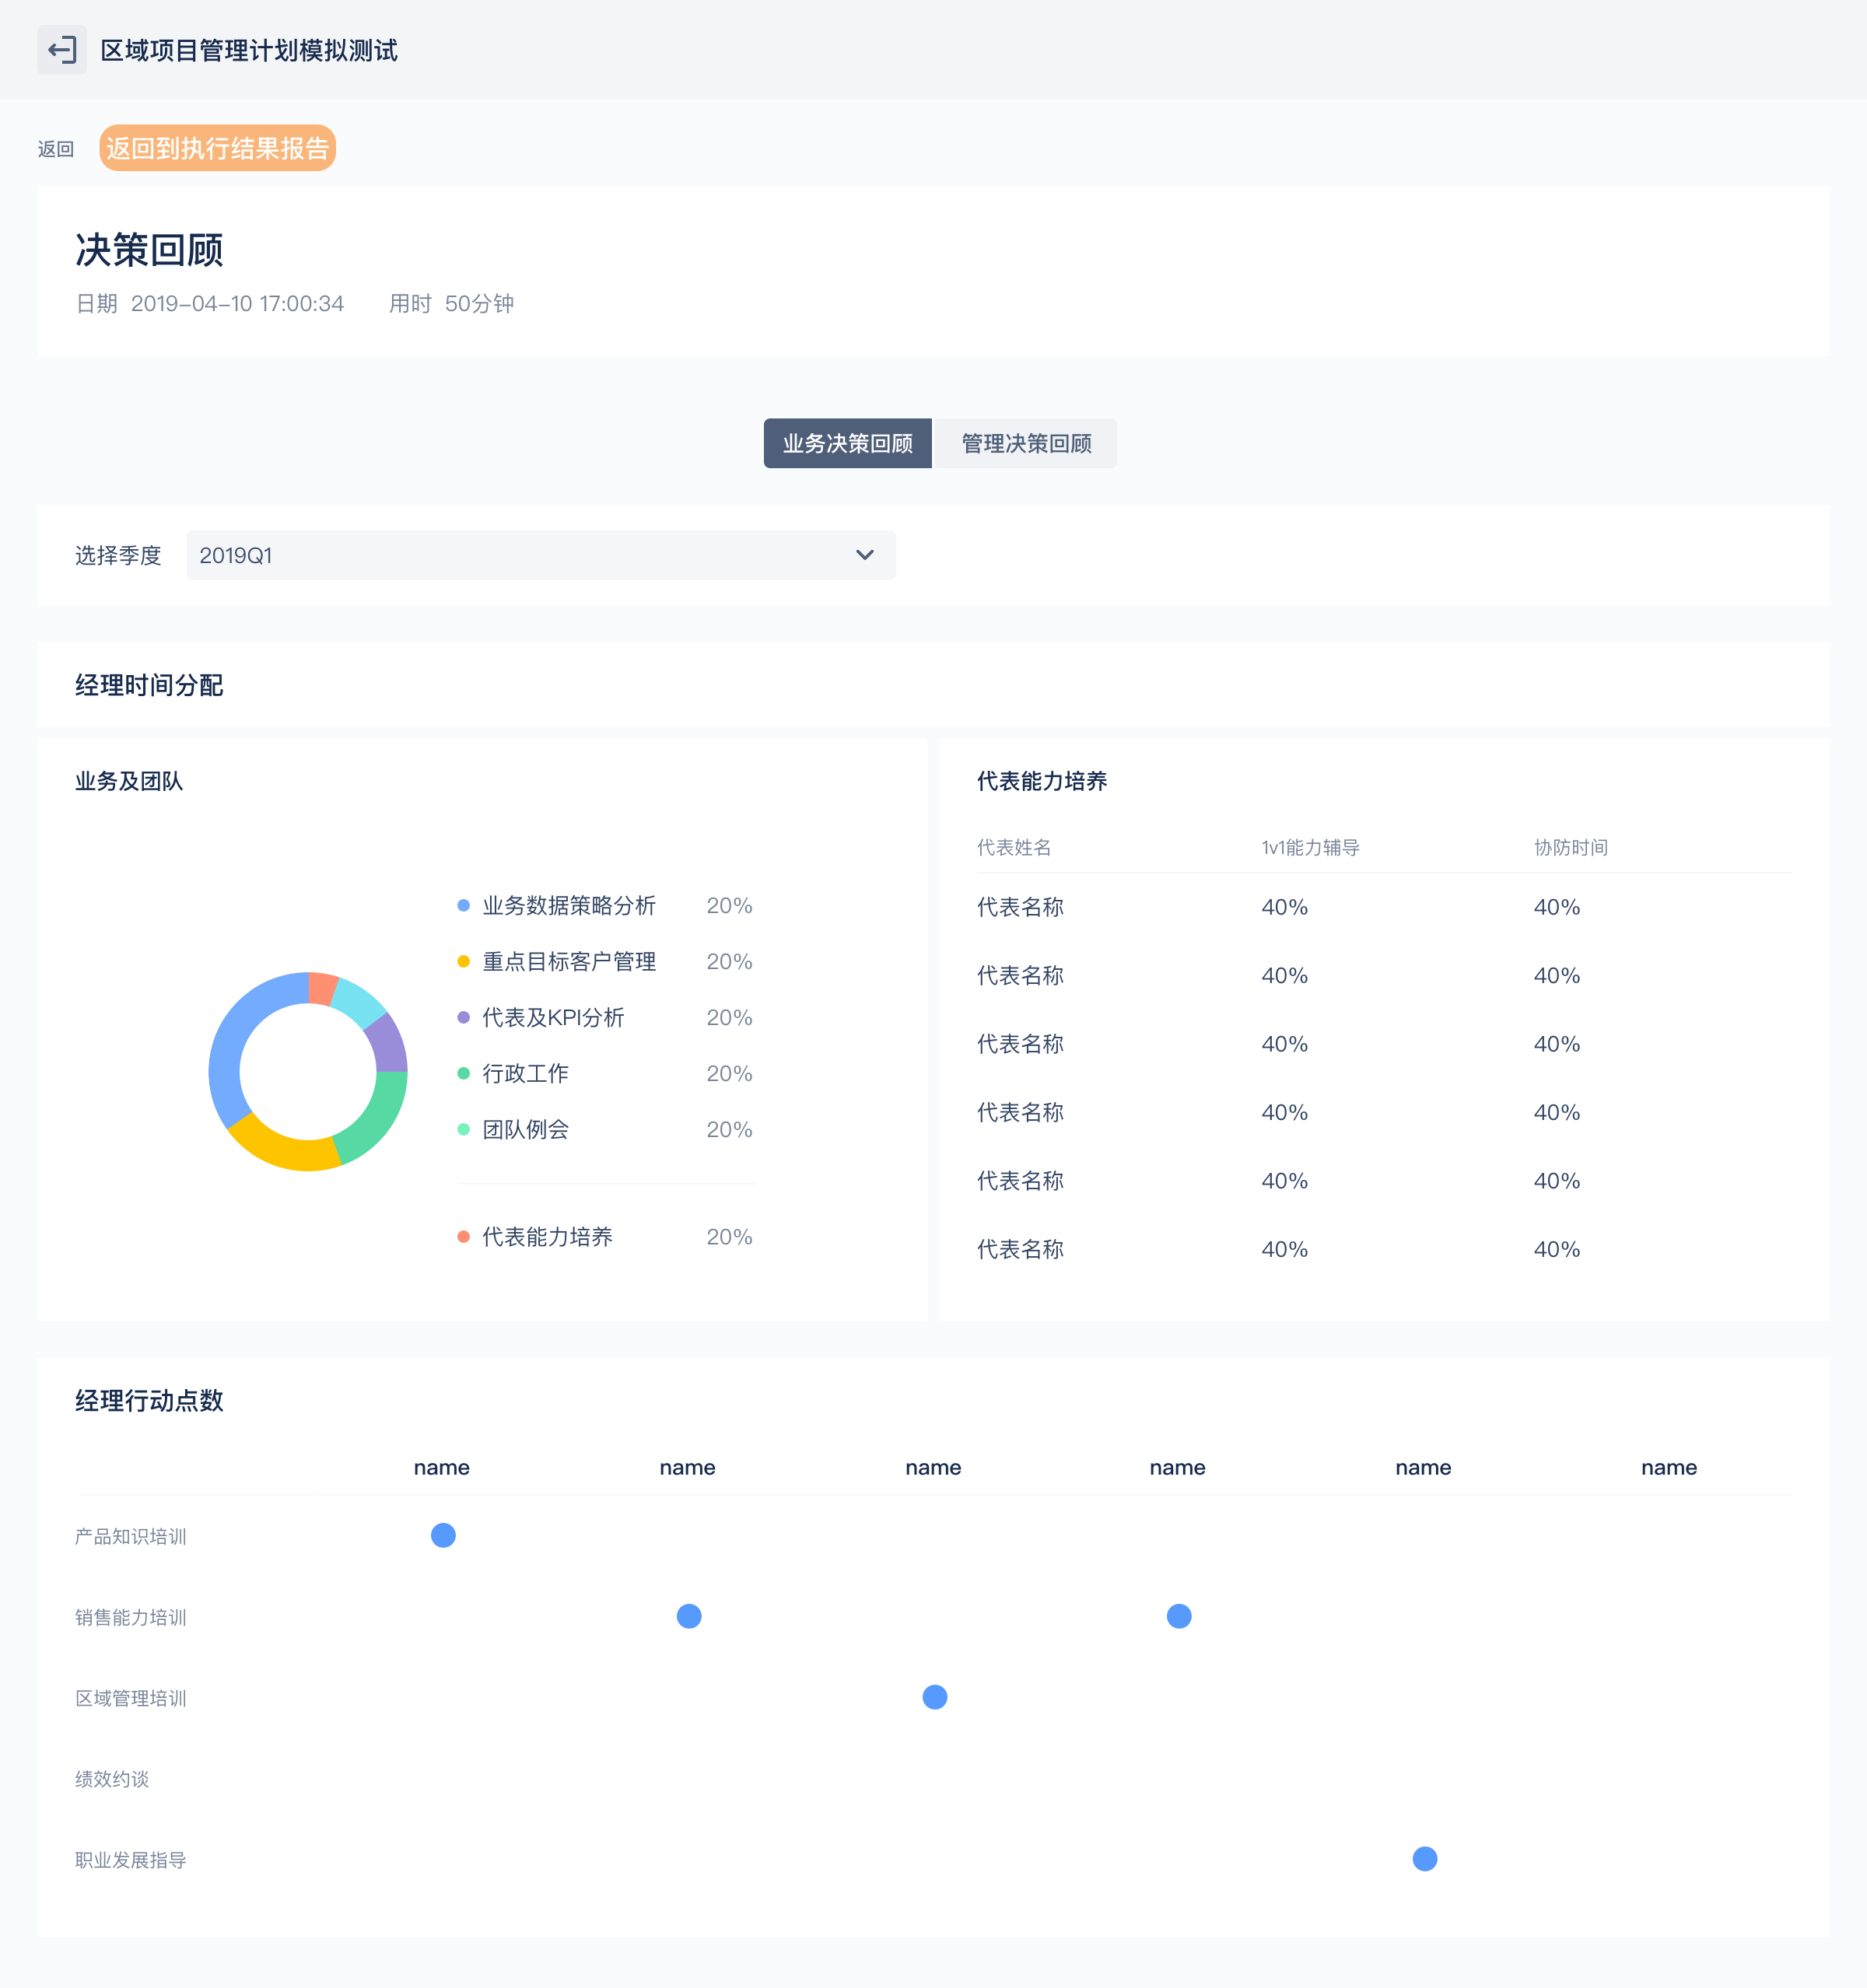 区域项目管理计划模拟测试
返回 返回到执行结果报告
决策回顾
日期 2019-04-10 17:00:34 用时 50分钟
业务决策回顾 管理决策回顾
选择季度 2019Q1
经理时间分配
业务及团队
业务数据策略分析 20%
重点目标客户管理 20%
代表及KPI分析 20%
行政工作 20%
团队例会 20%
代表能力培养 20%
代表能力培养
代表姓名 1v1能力辅导 协防时间
代表名称 40% 40%
代表名称 40% 40%
代表名称 40% 40%
代表名称 40% 40%
代表名称 40% 40%
代表名称 40% 40%
经理行动点数
name name name name name name
产品知识培训
销售能力培训
区域管理培训
绩效约谈
职业发展指导